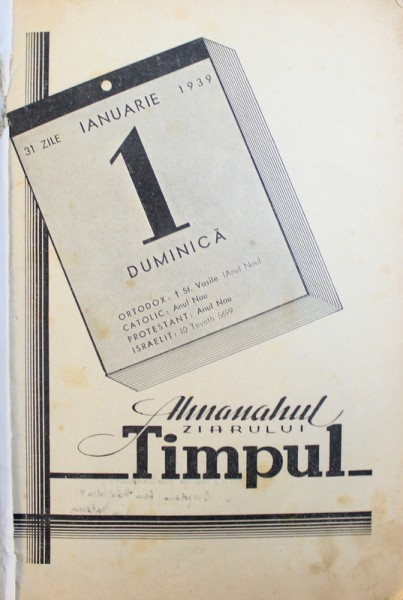 31 ZILE IANUARIE 1939
1
DUMINICĂ
ORTODOX: † Sf. Vasile (Anul Nou)
CATOLIC: Anul Nou
PROTESTANT: Anul Nou
ISRAELIT: 10 Teveth 5699
Almanahul
ZIARULUI
Timpul